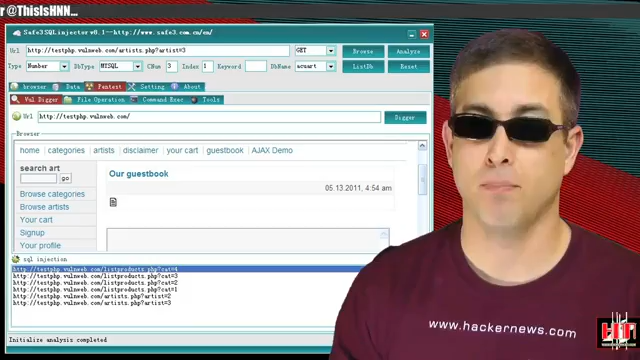 r @ThisIsHNN...
Safe3SQLinjector v8.1--http://www.safe3.com.cn/en/
Url http://testphp.vulnweb.com/artists.php?artist=3 GET Browse Analyze
Type Number DbType MYSQL CNum 3 Index 1 Keyword DbName acuart ListDb Reset
browser Data Pentest Setting About
Vul Digger File Operation Command Exec Tools
Url http://testphp.vulnweb.com/ Digger
Browser
home categories artists disclaimer your cart guestbook AJAX Demo
search art
go
Browse categories
Browse artists
Your cart
Signup
Your profile
Our guestbook
05.13.2011, 4:54 am
sql injection
http://testphp.vulnweb.com/listproducts.php?cat=4
http://testphp.vulnweb.com/listproducts.php?cat=3
http://testphp.vulnweb.com/listproducts.php?cat=2
http://testphp.vulnweb.com/listproducts.php?cat=1
http://testphp.vulnweb.com/artists.php?artist=2
http://testphp.vulnweb.com/artists.php?artist=3
Initialize analysis completed
www.hackernews.com